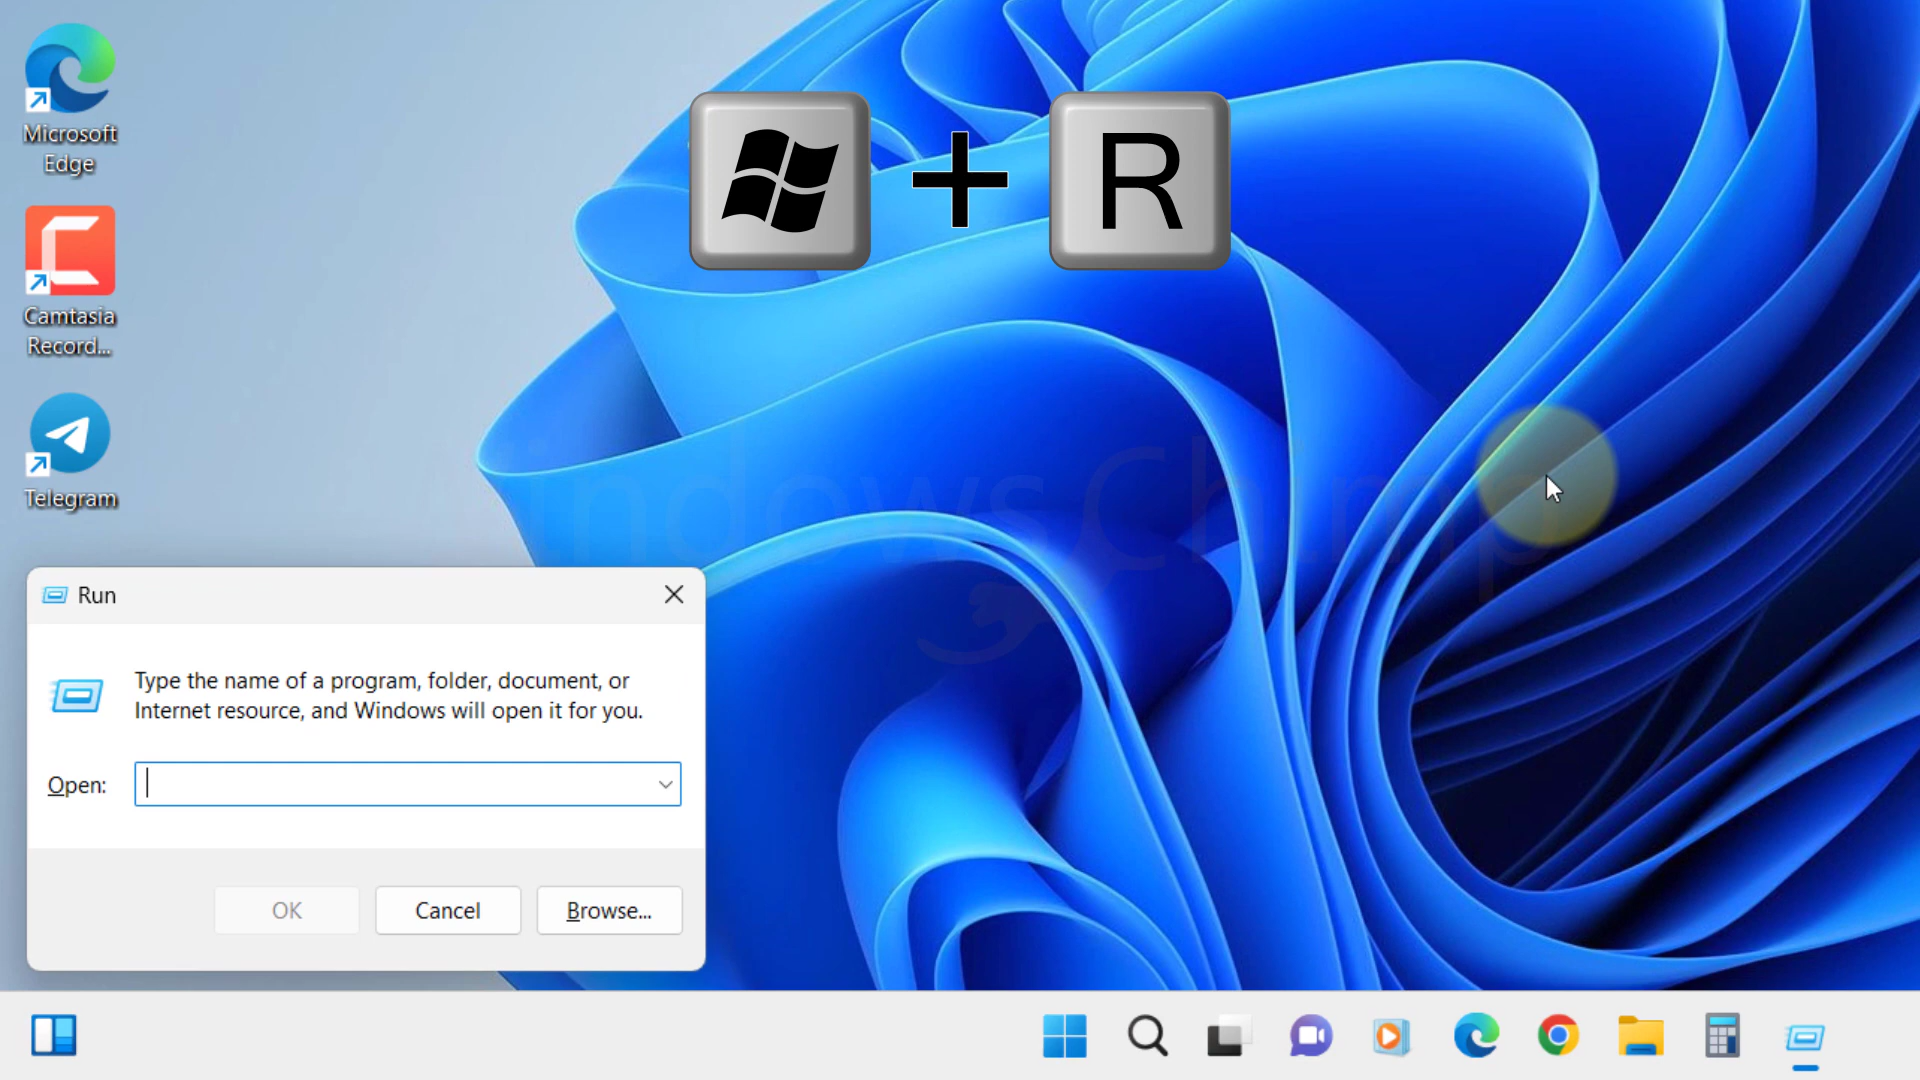 Microsoft
Edge
Camtasia
Record...
Telegram
+ R
WindowsChimp
Run
Type the name of a program, folder, document, or
Internet resource, and Windows will open it for you.
Open:
OK
Cancel
Browse...